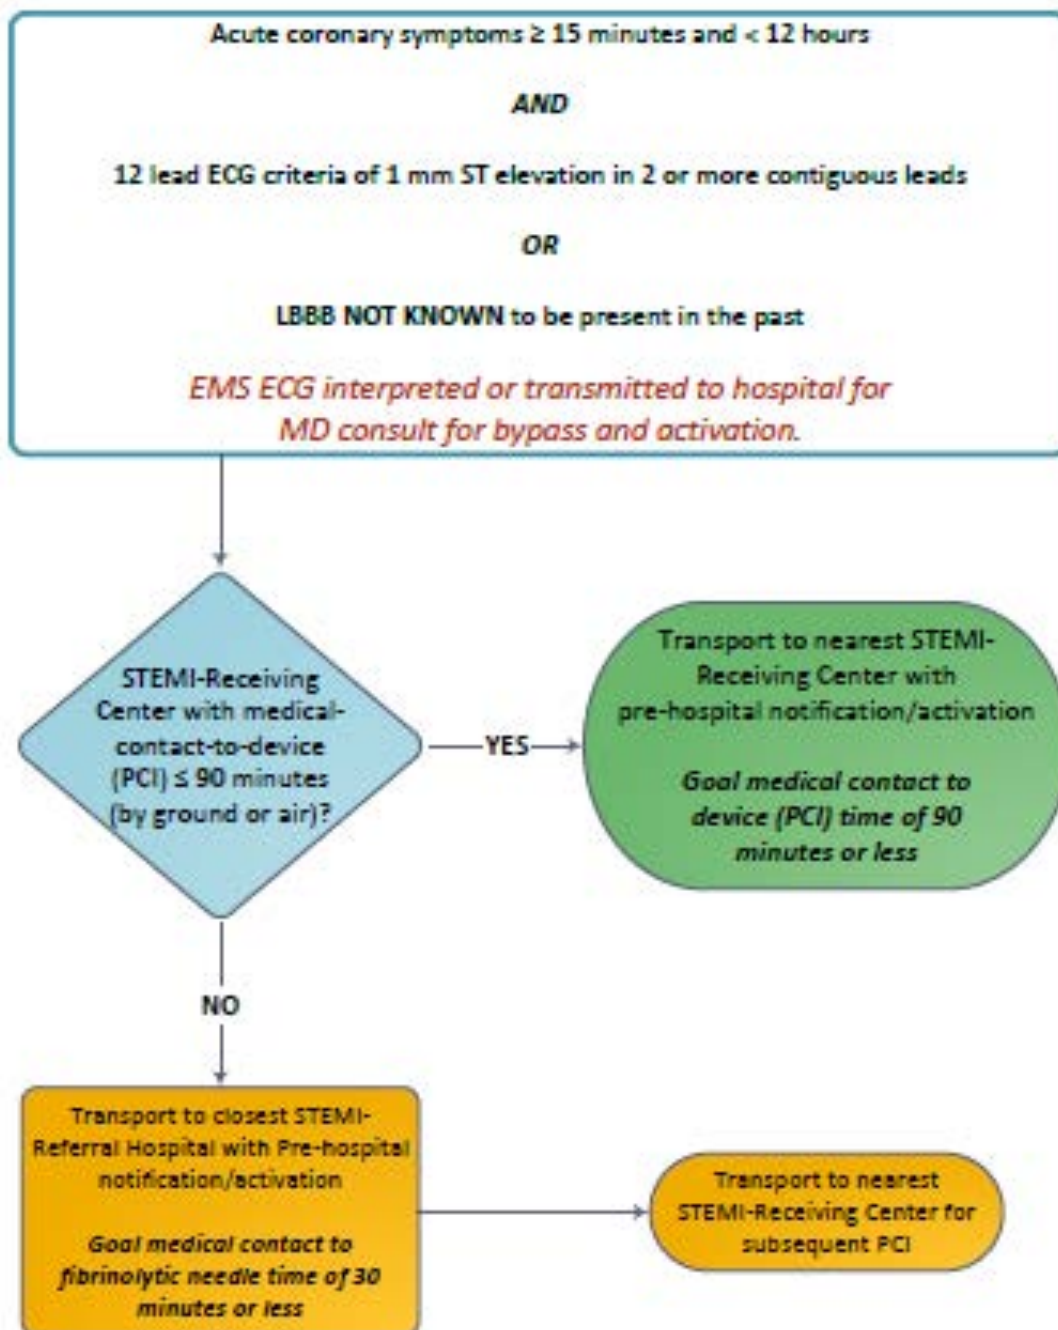 Acute coronary symptoms ≥ 15 minutes and < 12 hours
AND
12 lead ECG criteria of 1 mm ST elevation in 2 or more contiguous leads
OR
LBBB NOT KNOWN to be present in the past
EMS ECG interpreted or transmitted to hospital for
MD consult for bypass and activation.
STEMI-Receiving
Center with medical-
contact-to-device
(PCI) ≤ 90 minutes
(by ground or air)?
YES
Transport to nearest STEMI-
Receiving Center with
pre-hospital notification/activation
Goal medical contact to
device (PCI) time of 90
minutes or less
NO
Transport to closest STEMI-
Referral Hospital with Pre-hospital
notification/activation
Goal medical contact to
fibrinolytic needle time of 30
minutes or less
Transport to nearest
STEMI-Receiving Center for
subsequent PCI